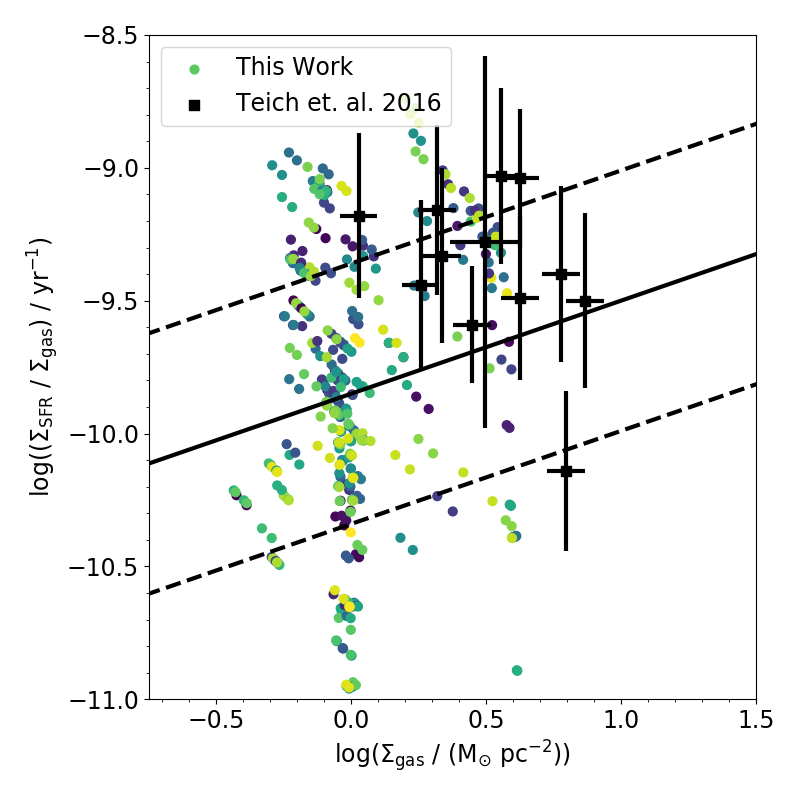 This Work
Teich et. al. 2016
−8.5
−9.0
−9.5
−10.0
−10.5
−11.0
log((Σ_SFR / Σ_gas) / yr⁻¹)
−0.5 0.0 0.5 1.0 1.5
log(Σ_gas / (M_⊙ pc⁻²))